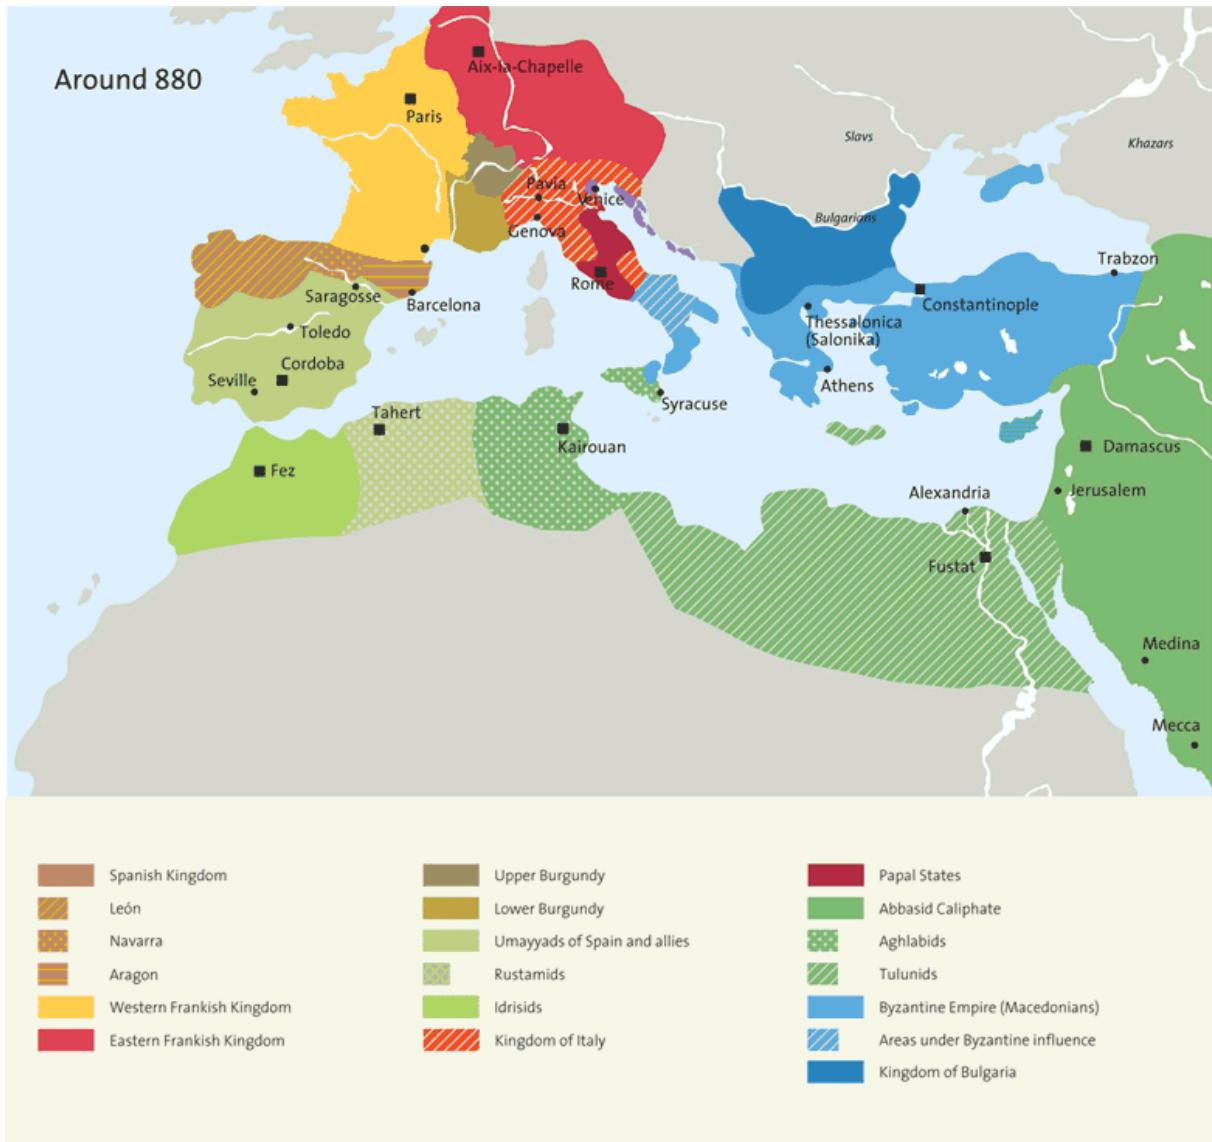 Around 880
Aix-la-Chapelle
Paris
Slavs
Khazars
Pavia
Venice
Bulgarians
Genova
Trabzon
Rome
Saragosse
Barcelona
Constantinople
Thessalonica
(Salonika)
Toledo
Cordoba
Seville
Athens
Syracuse
Tahert
Kairouan
Damascus
Fez
Alexandria
Jerusalem
Fustat
Medina
Mecca
Spanish Kingdom
León
Navarra
Aragon
Western Frankish Kingdom
Eastern Frankish Kingdom
Upper Burgundy
Lower Burgundy
Umayyads of Spain and allies
Rustamids
Idrisids
Kingdom of Italy
Papal States
Abbasid Caliphate
Aghlabids
Tulunids
Byzantine Empire (Macedonians)
Areas under Byzantine influence
Kingdom of Bulgaria